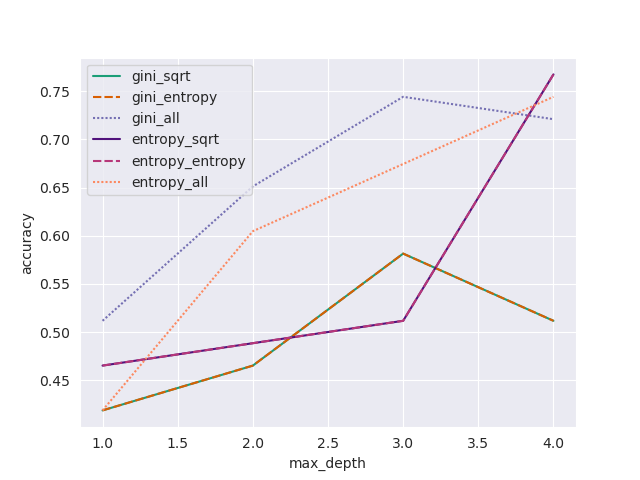 gini_sqrt
gini_entropy
gini_all
entropy_sqrt
entropy_entropy
entropy_all
accuracy
0.75
0.70
0.65
0.60
0.55
0.50
0.45
1.0 1.5 2.0 2.5 3.0 3.5 4.0
max_depth